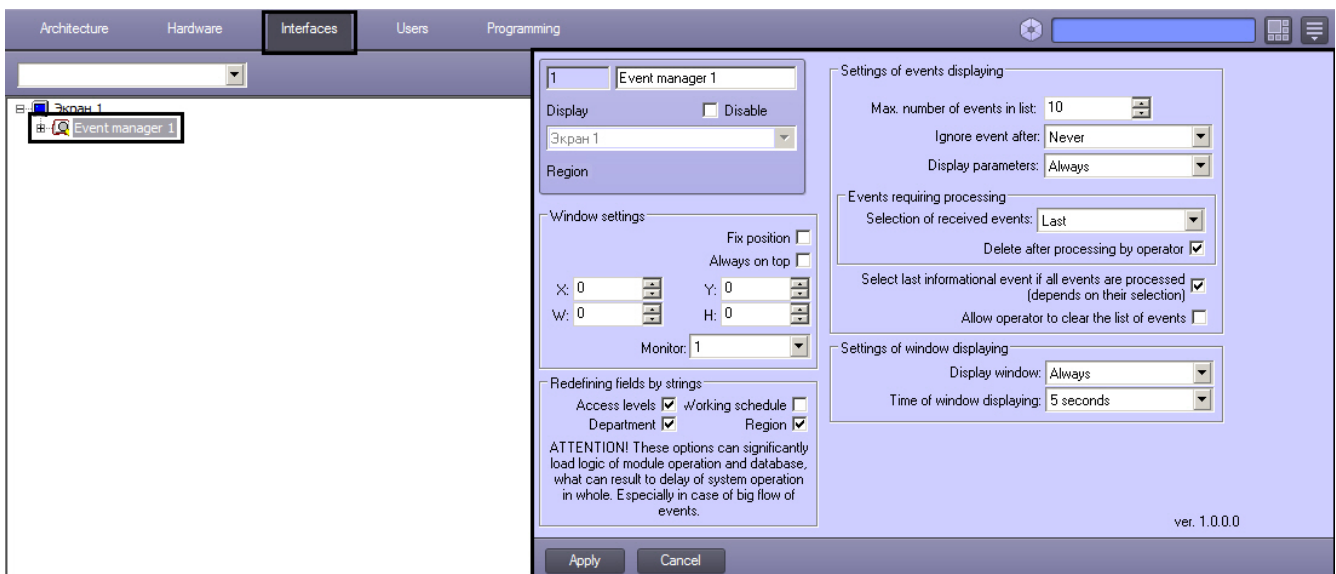 Architecture Hardware Interfaces Users Programming
Экран 1
Event manager 1
1 Event manager 1
Display Disable
Экран 1
Region
Window settings
Fix position
Always on top
X: 0 Y: 0
W: 0 H: 0
Monitor: 1
Redefining fields by strings
Access levels Working schedule
Department Region
ATTENTION! These options can significantly
load logic of module operation and database,
what can result to delay of system operation
in whole. Especially in case of big flow of
events.
Settings of events displaying
Max. number of events in list: 10
Ignore event after: Never
Display parameters: Always
Events requiring processing
Selection of received events: Last
Delete after processing by operator
Select last informational event if all events are processed
(depends on their selection)
Allow operator to clear the list of events
Settings of window displaying
Display window: Always
Time of window displaying: 5 seconds
ver. 1.0.0.0
Apply Cancel